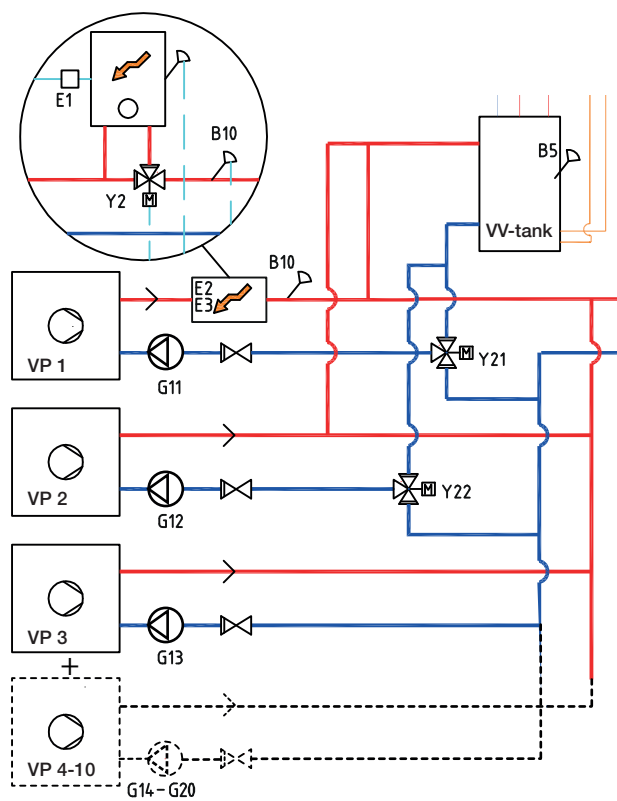 E1
B10
Y2
M
B5
VV-tank
B10
E2
E3
VP 1
G11
M
Y21
VP 2
G12
M
Y22
VP 3
G13
+
VP 4-10
G14-G20